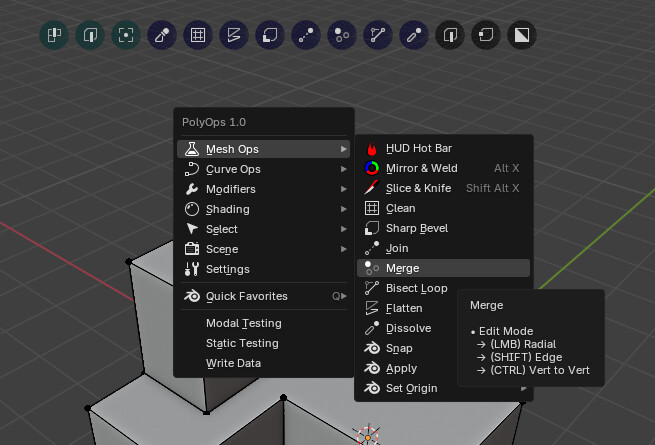 PolyOps 1.0
Mesh Ops
Curve Ops
Modifiers
Shading
Select
Scene
Settings
Quick Favorites Q
Modal Testing
Static Testing
Write Data
HUD Hot Bar
Mirror & Weld Alt X
Slice & Knife Shift Alt X
Clean
Sharp Bevel
Join
Merge
Bisect Loop
Flatten
Dissolve
Snap
Apply
Set Origin
Merge
• Edit Mode
→ (LMB) Radial
→ (SHIFT) Edge
→ (CTRL) Vert to Vert